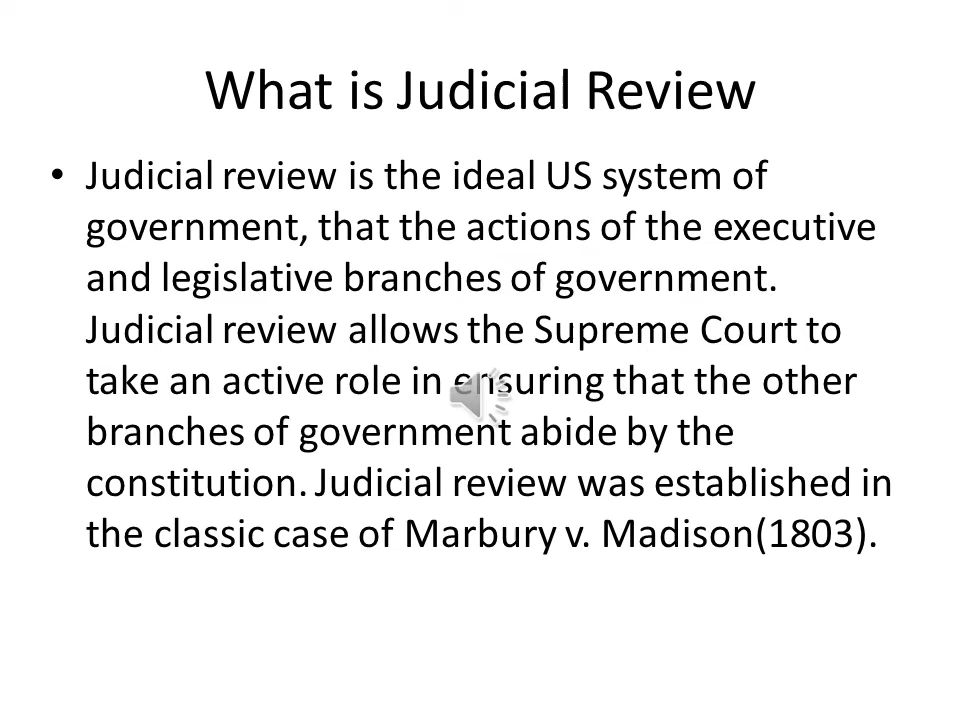 What is Judicial Review
• Judicial review is the ideal US system of
government, that the actions of the executive
and legislative branches of government.
Judicial review allows the Supreme Court to
take an active role in ensuring that the other
branches of government abide by the
constitution. Judicial review was established in
the classic case of Marbury v. Madison(1803).